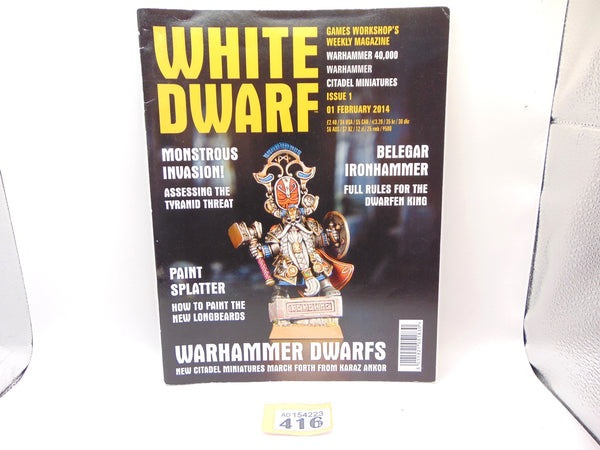 WHITE
DWARF
GAMES WORKSHOP'S
WEEKLY MAGAZINE
WARHAMMER 40,000
WARHAMMER
CITADEL MINIATURES
ISSUE 1
01 FEBRUARY 2014
MONSTROUS
INVASION!
ASSESSING THE
TYRANID THREAT
BELEGAR
IRONHAMMER
FULL RULES FOR THE
DWARFEN KING
PAINT
SPLATTER
HOW TO PAINT THE
NEW LONGBEARDS
WARHAMMER DWARFS
NEW CITADEL MINIATURES MARCH FORTH FROM KARAZ ANKOR
AD154223
416